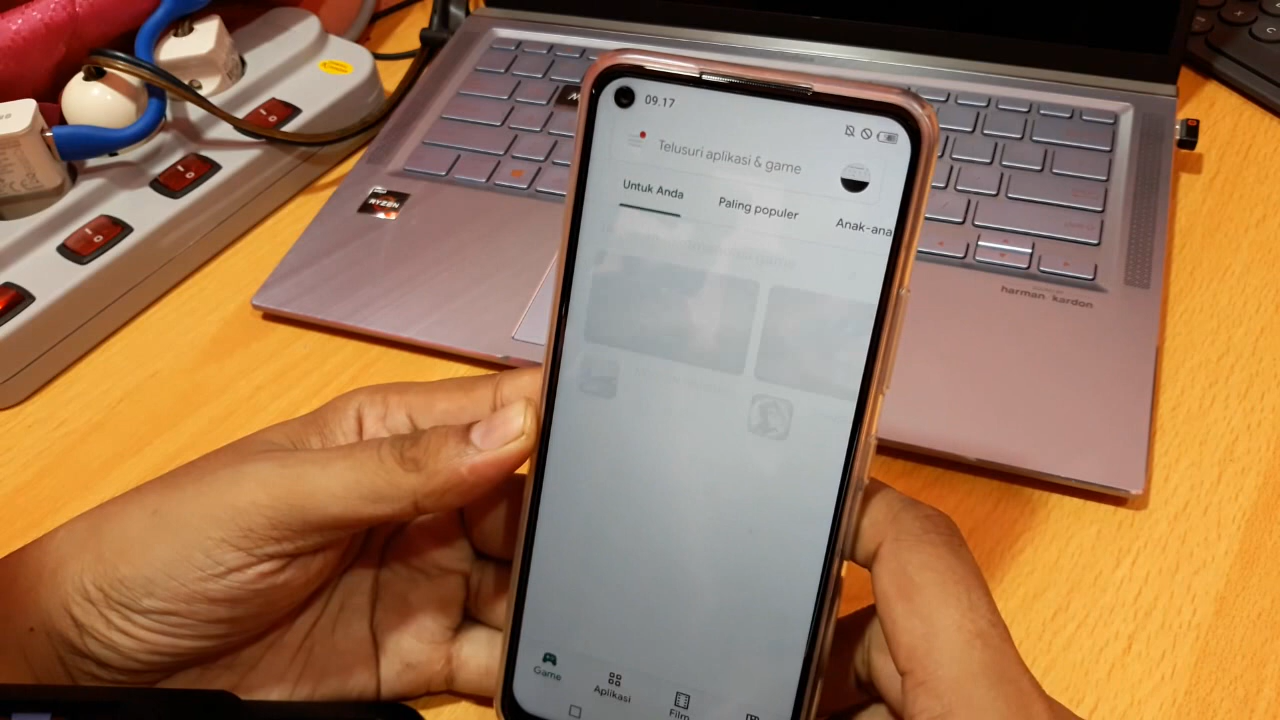 09.17
Telusuri aplikasi & game
Untuk Anda
Paling populer
Anak-ana
Game
Aplikasi
Film
RYZEN
harman/kardon